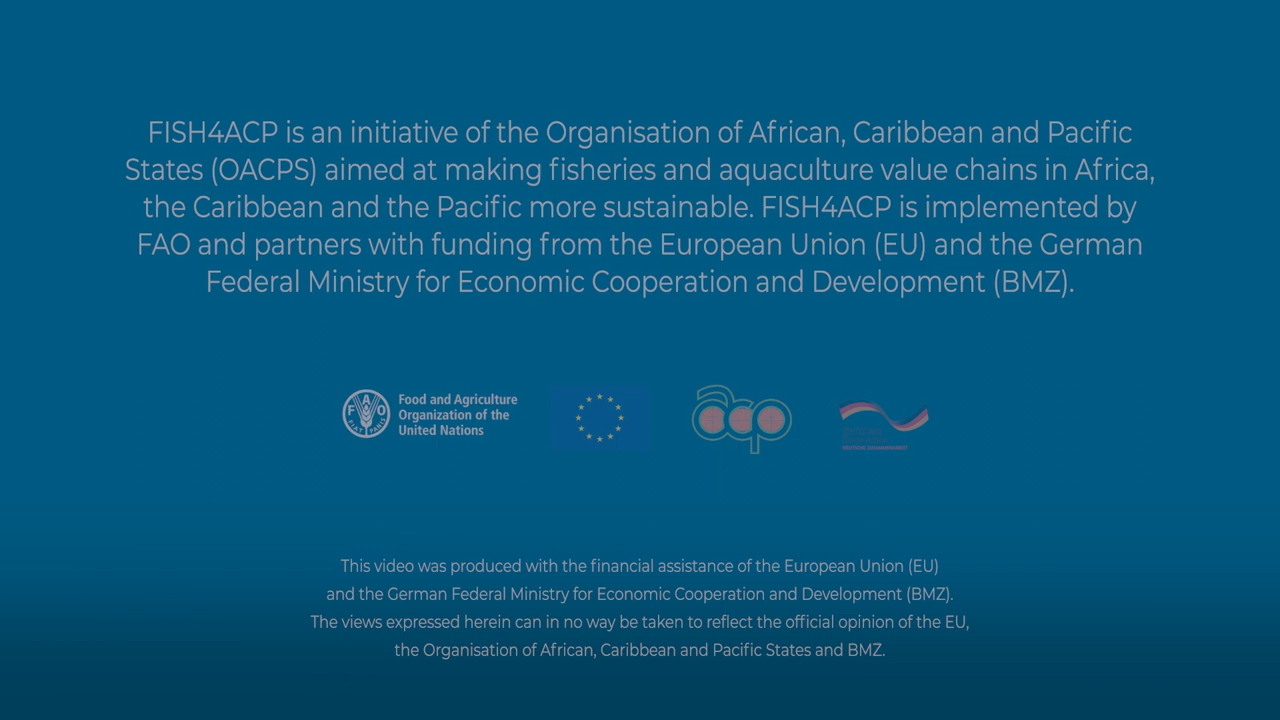 FISH4ACP is an initiative of the Organisation of African, Caribbean and Pacific
States (OACPS) aimed at making fisheries and aquaculture value chains in Africa,
the Caribbean and the Pacific more sustainable. FISH4ACP is implemented by
FAO and partners with funding from the European Union (EU) and the German
Federal Ministry for Economic Cooperation and Development (BMZ).
FAO
FIAT PANIS
Food and Agriculture
Organization of the
United Nations
acp
This video was produced with the financial assistance of the European Union (EU)
and the German Federal Ministry for Economic Cooperation and Development (BMZ).
The views expressed herein can in no way be taken to reflect the official opinion of the EU,
the Organisation of African, Caribbean and Pacific States and BMZ.